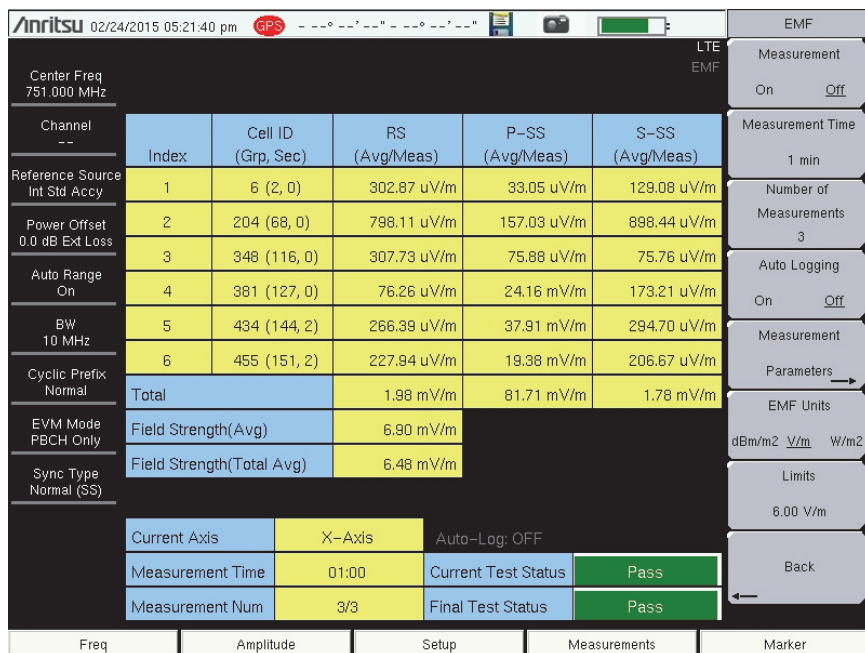 Anritsu 02/24/2015 05:21:40 pm GPS - --° --'--" - --° --'--"
EMF
LTE
EMF
Center Freq
751.000 MHz
Channel
--
Reference Source
Int Std Accy
Power Offset
0.0 dB Ext Loss
Auto Range
On
BW
10 MHz
Cyclic Prefix
Normal
EVM Mode
PBCH Only
Sync Type
Normal (SS)
Index Cell ID (Grp, Sec) RS (Avg/Meas) P-SS (Avg/Meas) S-SS (Avg/Meas)
1 6 (2, 0) 302.87 uV/m 33.05 uV/m 129.08 uV/m
2 204 (68, 0) 798.11 uV/m 157.03 uV/m 898.44 uV/m
3 348 (116, 0) 307.73 uV/m 75.88 uV/m 75.76 uV/m
4 381 (127, 0) 76.26 uV/m 24.16 mV/m 173.21 uV/m
5 434 (144, 2) 266.39 uV/m 37.91 mV/m 294.70 uV/m
6 455 (151, 2) 227.94 uV/m 19.38 mV/m 206.67 uV/m
Total 1.98 mV/m 81.71 mV/m 1.78 mV/m
Field Strength(Avg) 6.90 mV/m
Field Strength(Total Avg) 6.48 mV/m
Current Axis X-Axis Auto-Log: OFF
Measurement Time 01:00 Current Test Status Pass
Measurement Num 3/3 Final Test Status Pass
Measurement
On Off
Measurement Time
1 min
Number of
Measurements
3
Auto Logging
On Off
Measurement
Parameters
EMF Units
dBm/m2 V/m W/m2
Limits
6.00 V/m
Back
Freq Amplitude Setup Measurements Marker